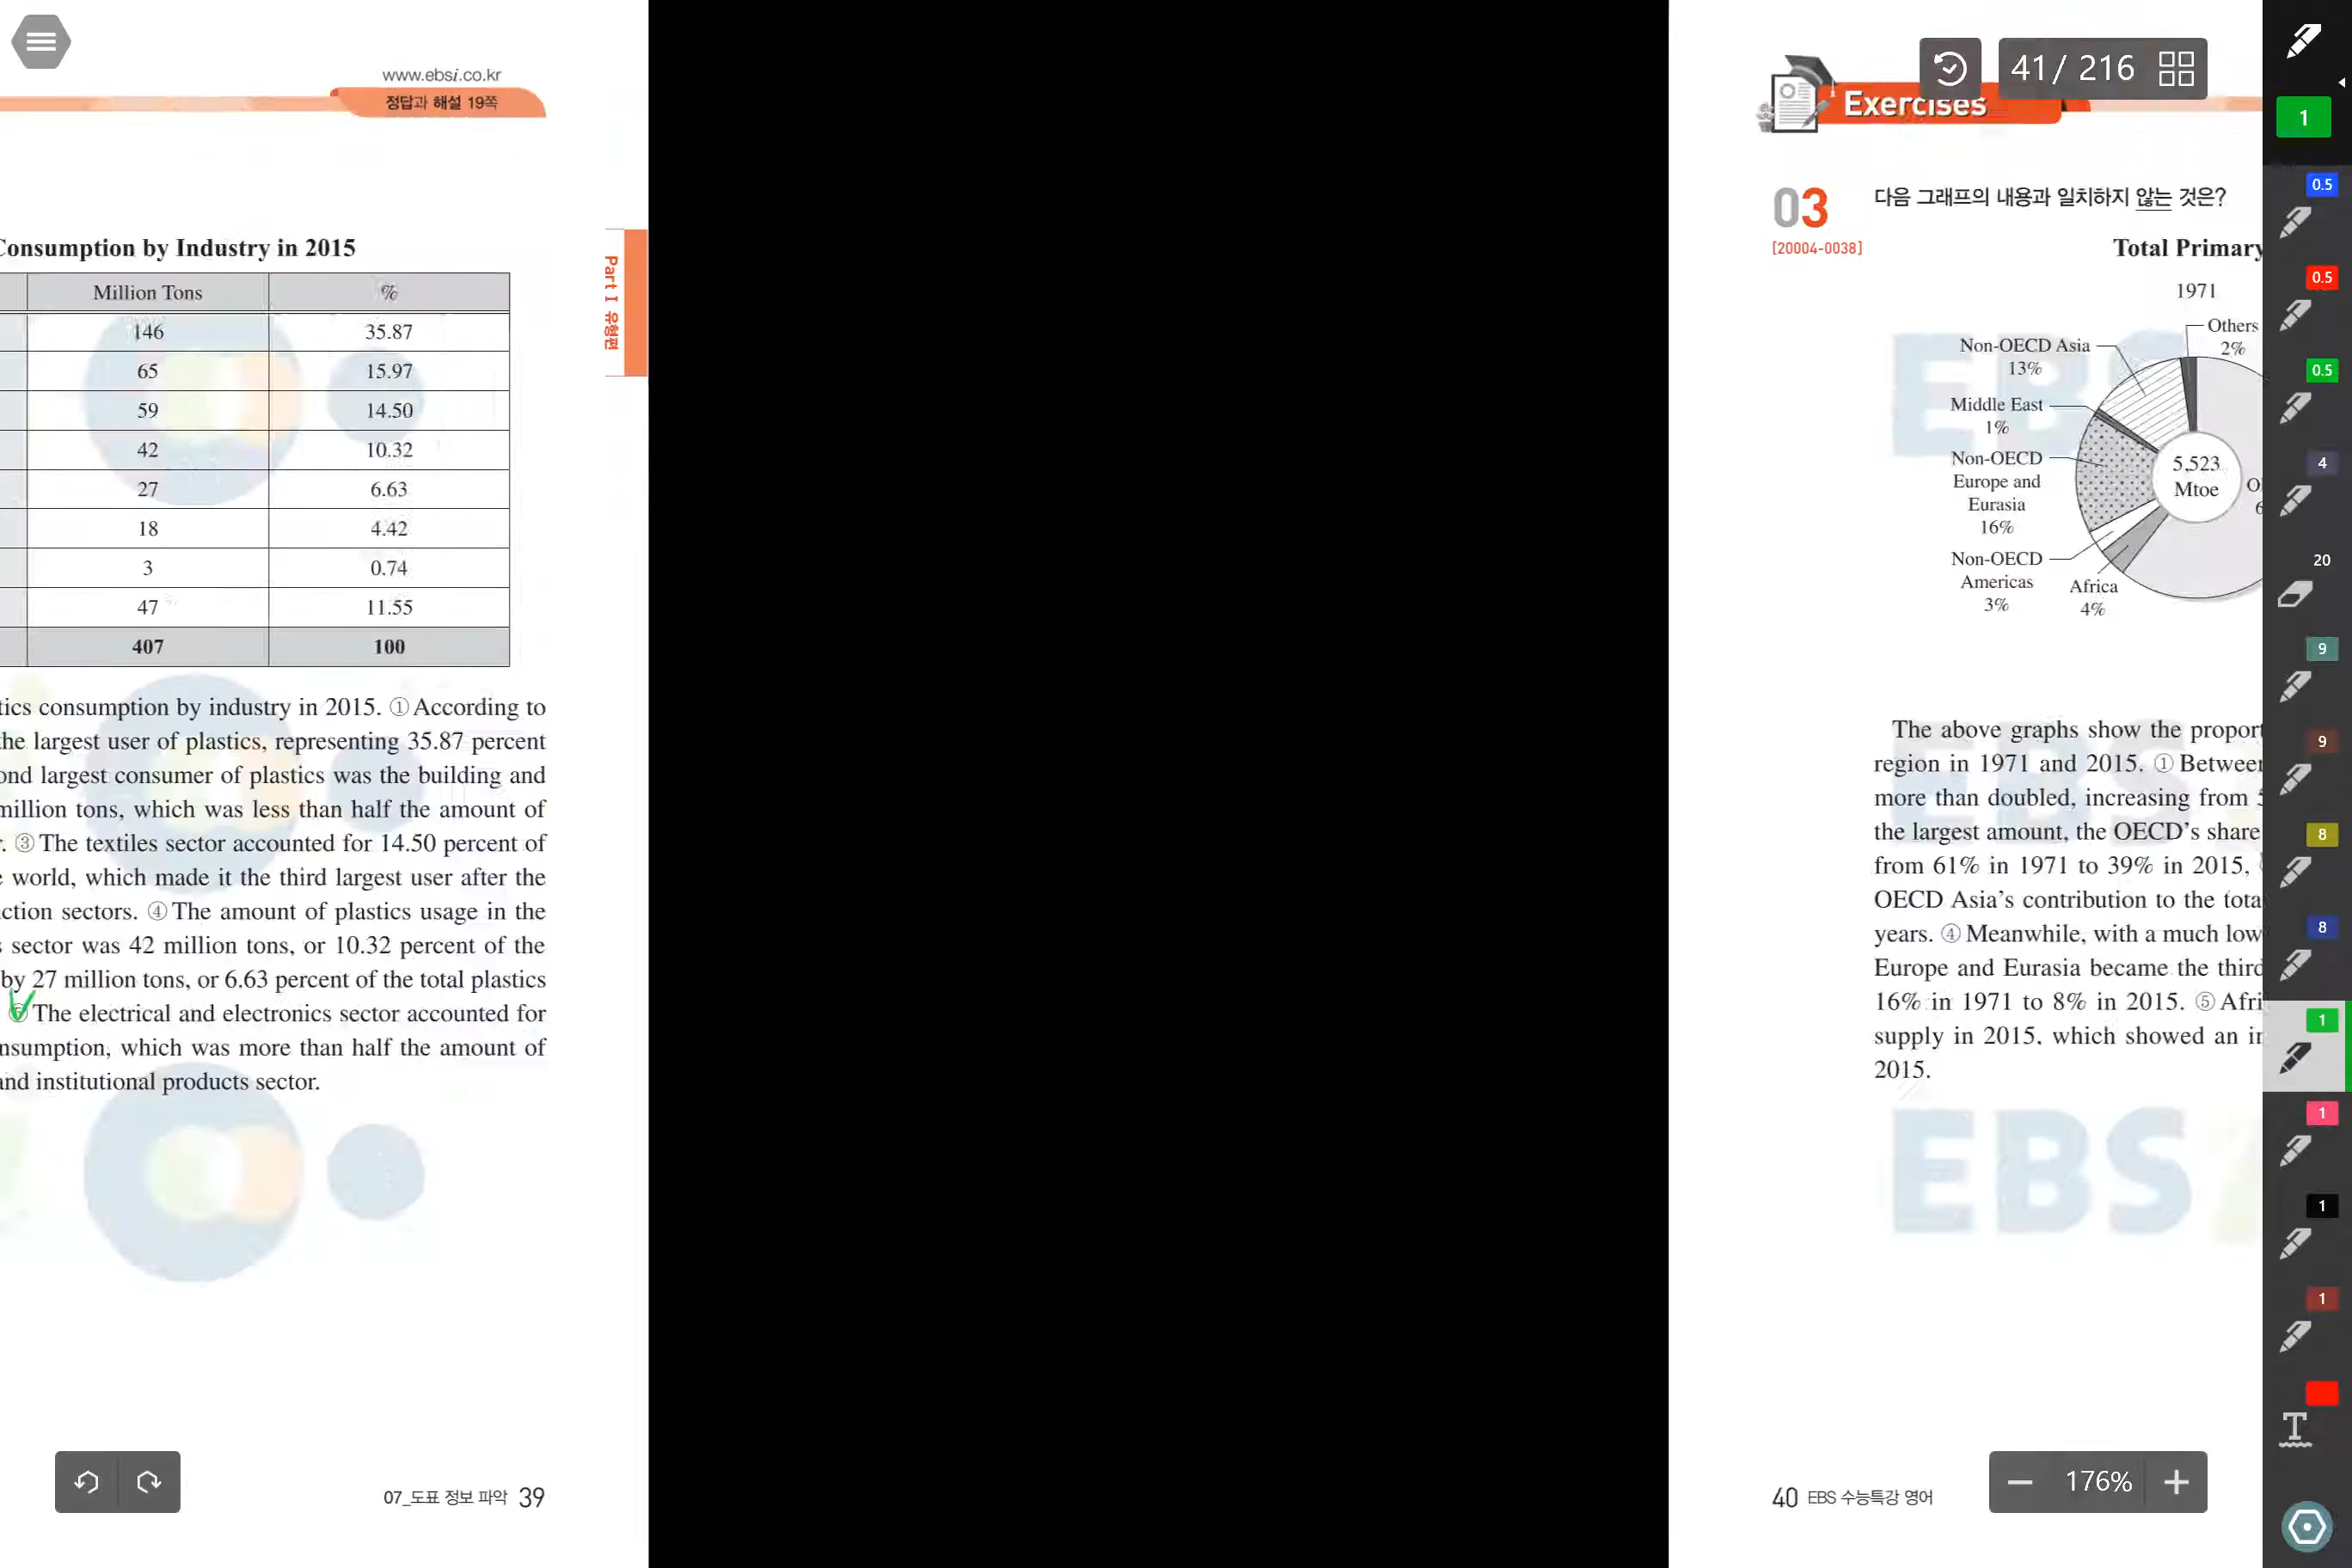 www.ebsi.co.kr
정답과 해설 19쪽
Consumption by Industry in 2015
Million Tons %
146 35.87
65 15.97
59 14.50
42 10.32
27 6.63
18 4.42
3 0.74
47 11.55
407 100
tics consumption by industry in 2015. ① According to
the largest user of plastics, representing 35.87 percent
ond largest consumer of plastics was the building and
million tons, which was less than half the amount of
. ③ The textiles sector accounted for 14.50 percent of
world, which made it the third largest user after the
ction sectors. ④ The amount of plastics usage in the
s sector was 42 million tons, or 10.32 percent of the
by 27 million tons, or 6.63 percent of the total plastics
⑤ The electrical and electronics sector accounted for
nsumption, which was more than half the amount of
and institutional products sector.
Part I 유형편
07_도표 정보 파악 39
Exercises
41 / 216
03
[20004-0038]
다음 그래프의 내용과 일치하지 않는 것은?
Total Primary
1971
Others
2%
Non-OECD Asia
13%
Middle East
1%
Non-OECD
Europe and
Eurasia
16%
Non-OECD
Americas
3%
Africa
4%
5,523
Mtoe
EBS
The above graphs show the proport
region in 1971 and 2015. ① Between
more than doubled, increasing from 5
the largest amount, the OECD's share
from 61% in 1971 to 39% in 2015,
OECD Asia's contribution to the tota
years. ④ Meanwhile, with a much low
Europe and Eurasia became the third
16% in 1971 to 8% in 2015. ⑤ Afri
supply in 2015, which showed an in
2015.
EBS
EBS
40 EBS 수능특강 영어
176%
1
0.5
0.5
0.5
4
20
9
9
8
8
1
1
1
1
T